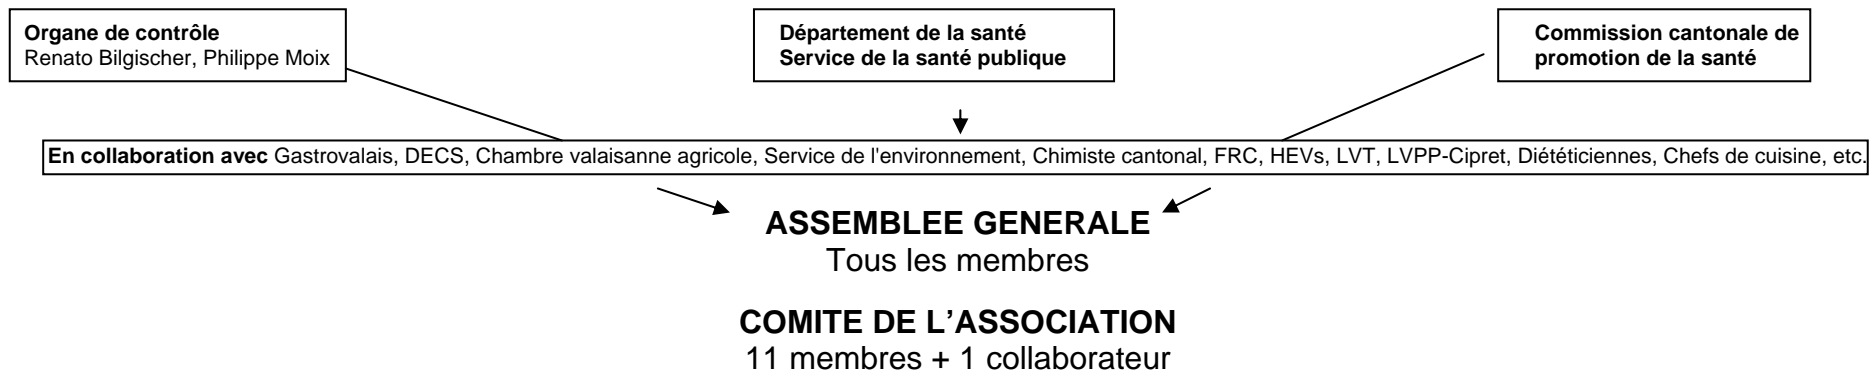 Organe de contrôle
Renato Bilgischer, Philippe Moix
Département de la santé
Service de la santé publique
Commission cantonale de
promotion de la santé
En collaboration avec Gastrovalais, DECS, Chambre valaisanne agricole, Service de l'environnement, Chimiste cantonal, FRC, HEVs, LVT, LVPP-Cipret, Diététiciennes, Chefs de cuisine, etc.
ASSEMBLEE GENERALE
Tous les membres
COMITE DE L’ASSOCIATION
11 membres + 1 collaborateur